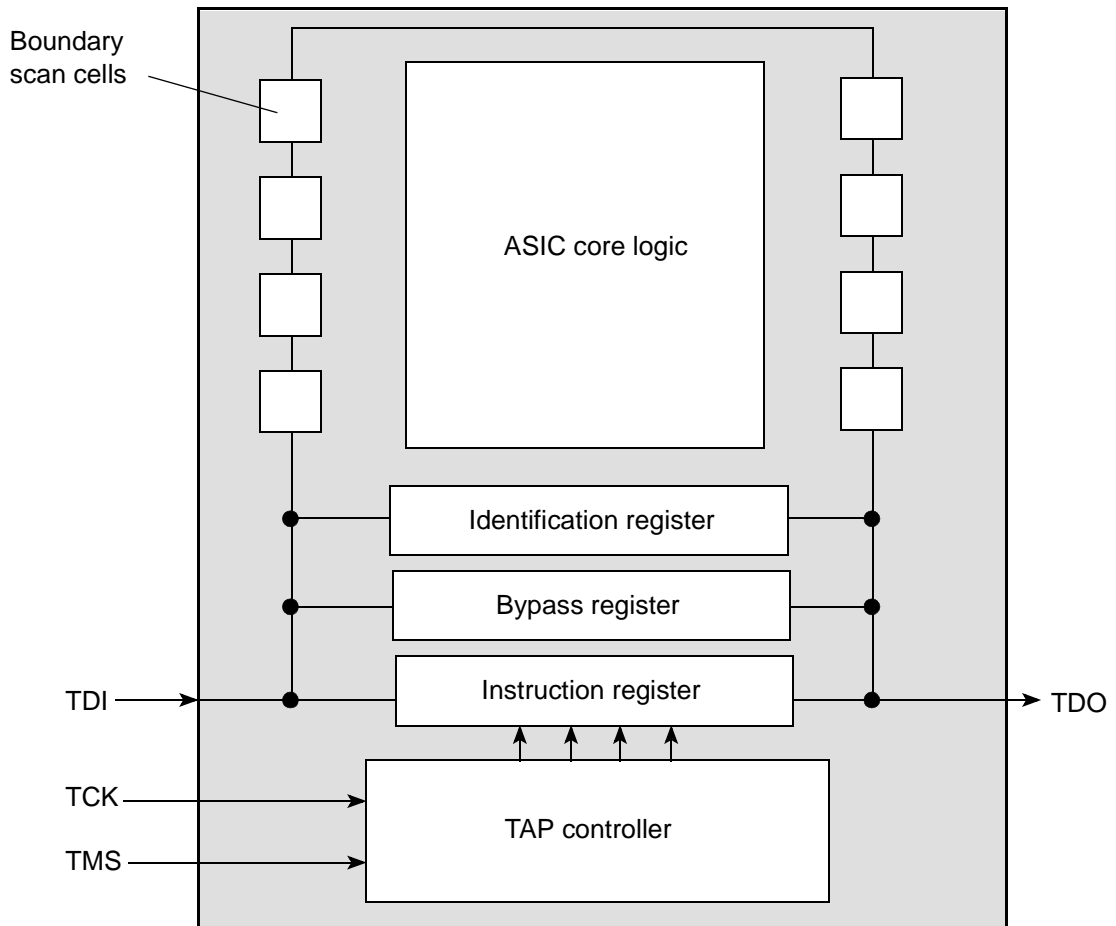 Boundary
scan cells
ASIC core logic
Identification register
Bypass register
Instruction register
TDI
TDO
TCK
TAP controller
TMS